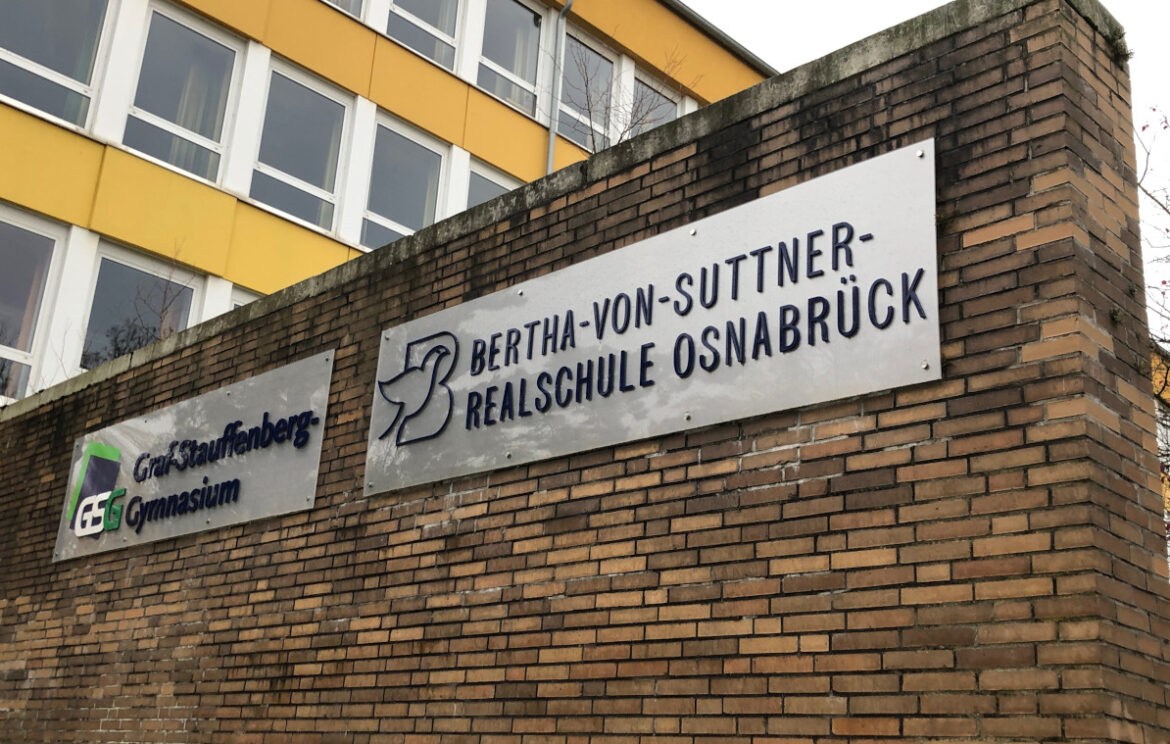 GSG
Graf-Stauffenberg-
Gymnasium
BERTHA-VON-SUTTNER-
REALSCHULE OSNABRÜCK